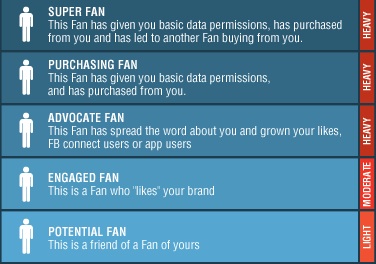 SUPER FAN
This Fan has given you basic data permissions, has purchased
from you and has led to another Fan buying from you.
HEAVY
PURCHASING FAN
This Fan has given you basic data permissions,
and has purchased from you.
HEAVY
ADVOCATE FAN
This Fan has spread the word about you and grown your likes,
FB connect users or app users
HEAVY
ENGAGED FAN
This is a Fan who "likes" your brand
MODERATE
POTENTIAL FAN
This is a friend of a Fan of yours
LIGHT